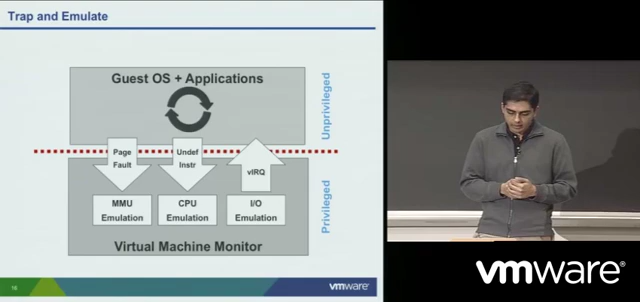 Trap and Emulate
Guest OS + Applications
Unprivileged
Page
Fault
Undef
Instr
vIRQ
MMU
Emulation
CPU
Emulation
I/O
Emulation
Privileged
Virtual Machine Monitor
16
vmware
vmware®